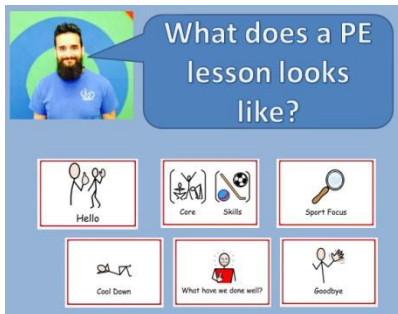 What does a PE
lesson looks
like?
Hello
Core Skills
Sport Focus
Cool Down
What have we done well?
Goodbye